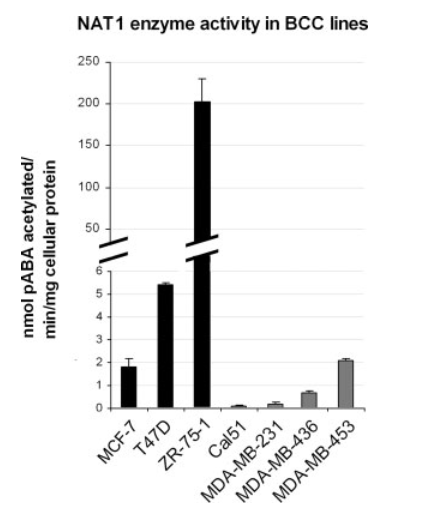 NAT1 enzyme activity in BCC lines
nmol pABA acetylated/
min/mg cellular protein
250
200
150
100
50
6
5
4
3
2
1
0
MCF-7
T47D
ZR-75-1
Cal51
MDA-MB-231
MDA-MB-436
MDA-MB-453